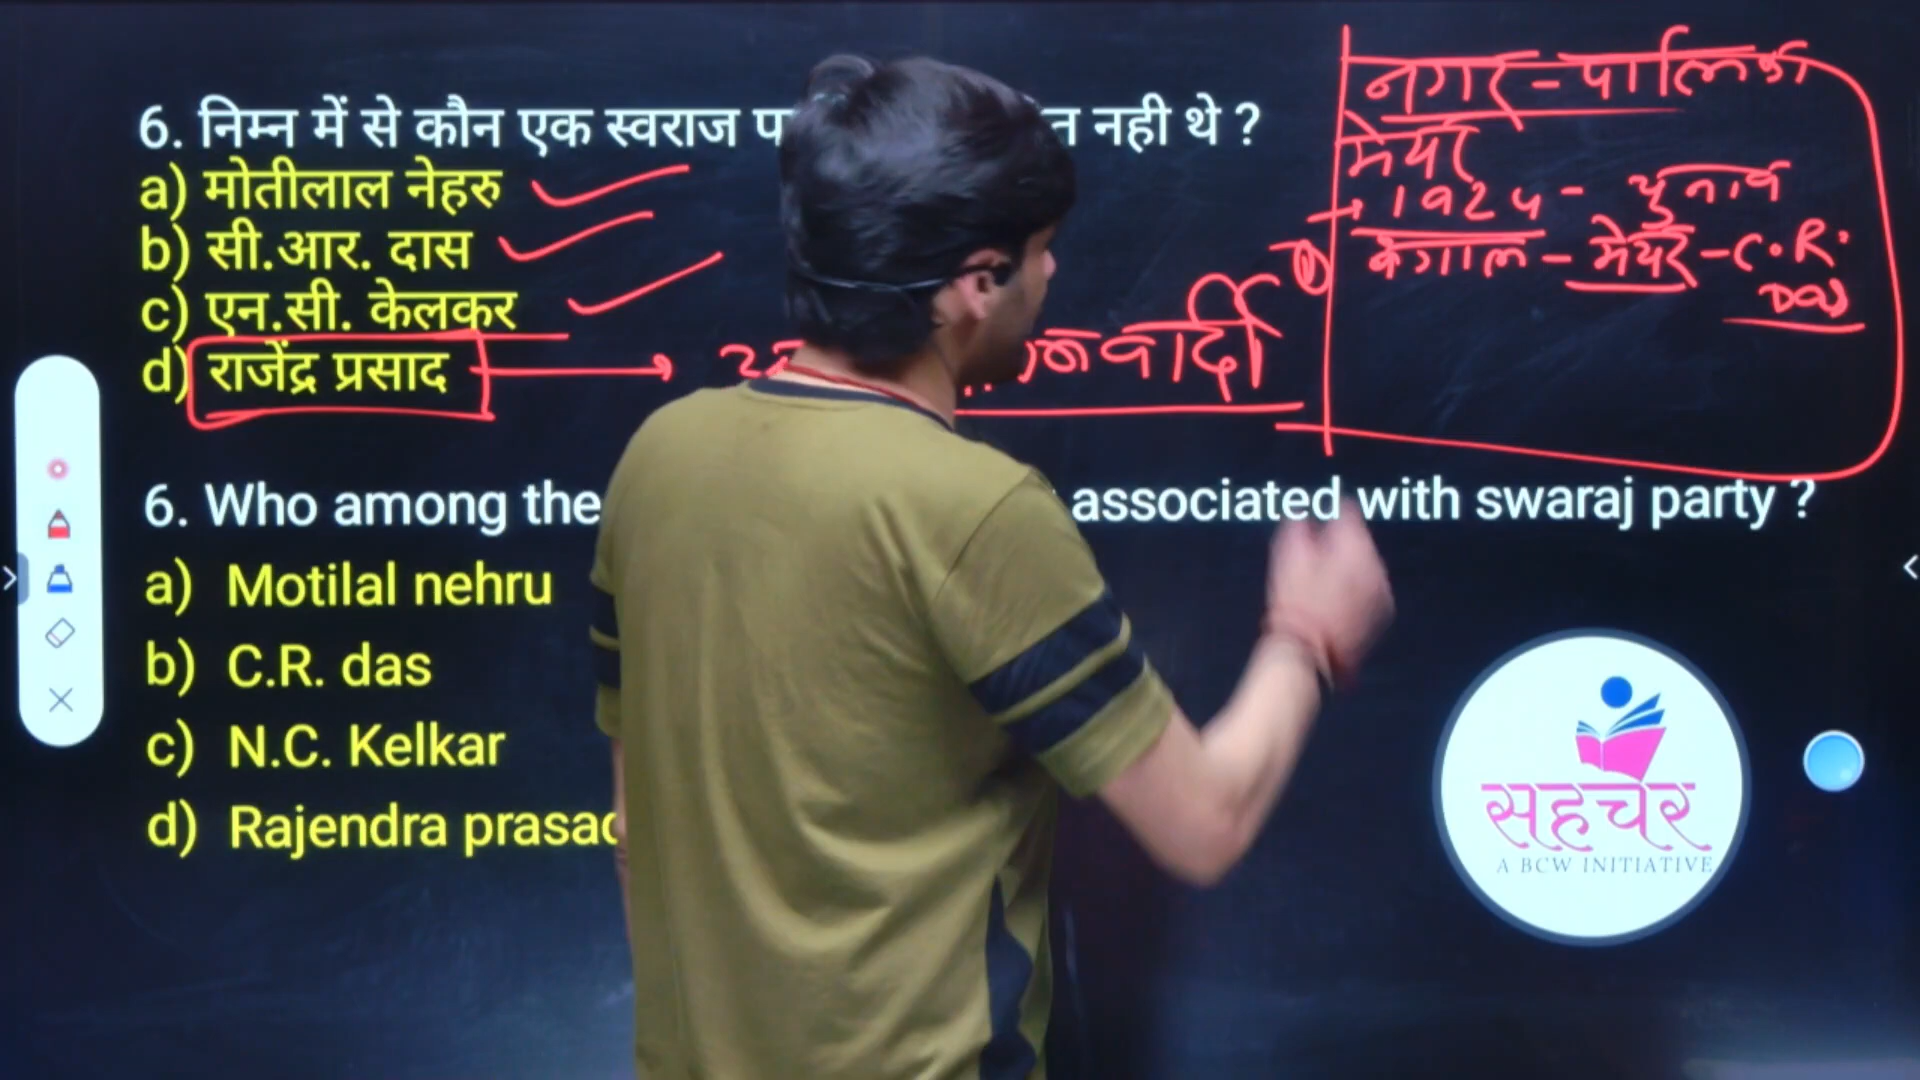 6. निम्न में से कौन एक स्वराज नही थे ?
a) मोतीलाल नेहरु
b) सी.आर. दास
c) एन.सी. केलकर
d) राजेंद्र प्रसाद
नगर-पालिका
मेयर
→ 1924 - चुनाव
बंगाल - मेयर - C.R.
Das
6. Who among the associated with swaraj party ?
a) Motilal nehru
b) C.R. das
c) N.C. Kelkar
d) Rajendra prasad
सहचर
A BCW INITIATIVE